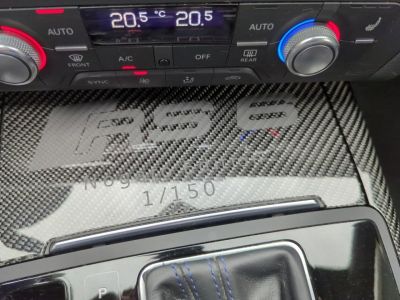 20.5 °C 20.5
AUTO AUTO
FRONT A/C OFF REAR
SYNC
RS 6
1/150
P